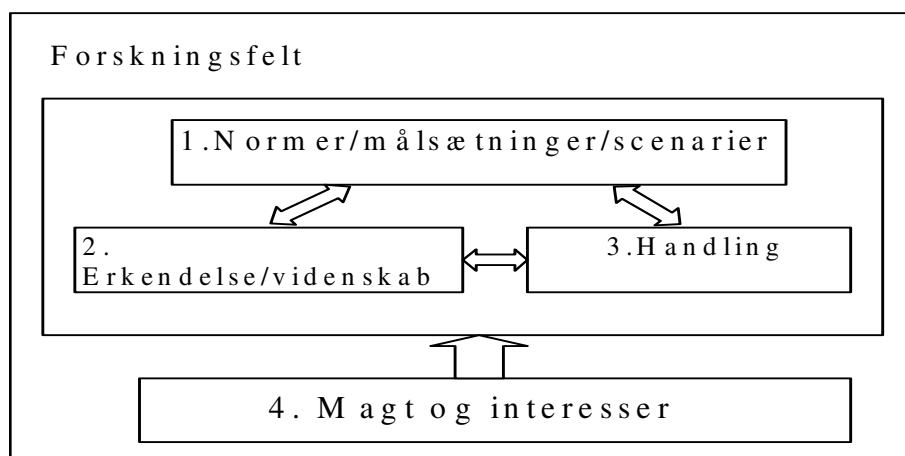 Forskningsfelt
1.Normer/målsætninger/scenarier
2.
Erkendelse/videnskab
3.Handling
4. Magt og interesser